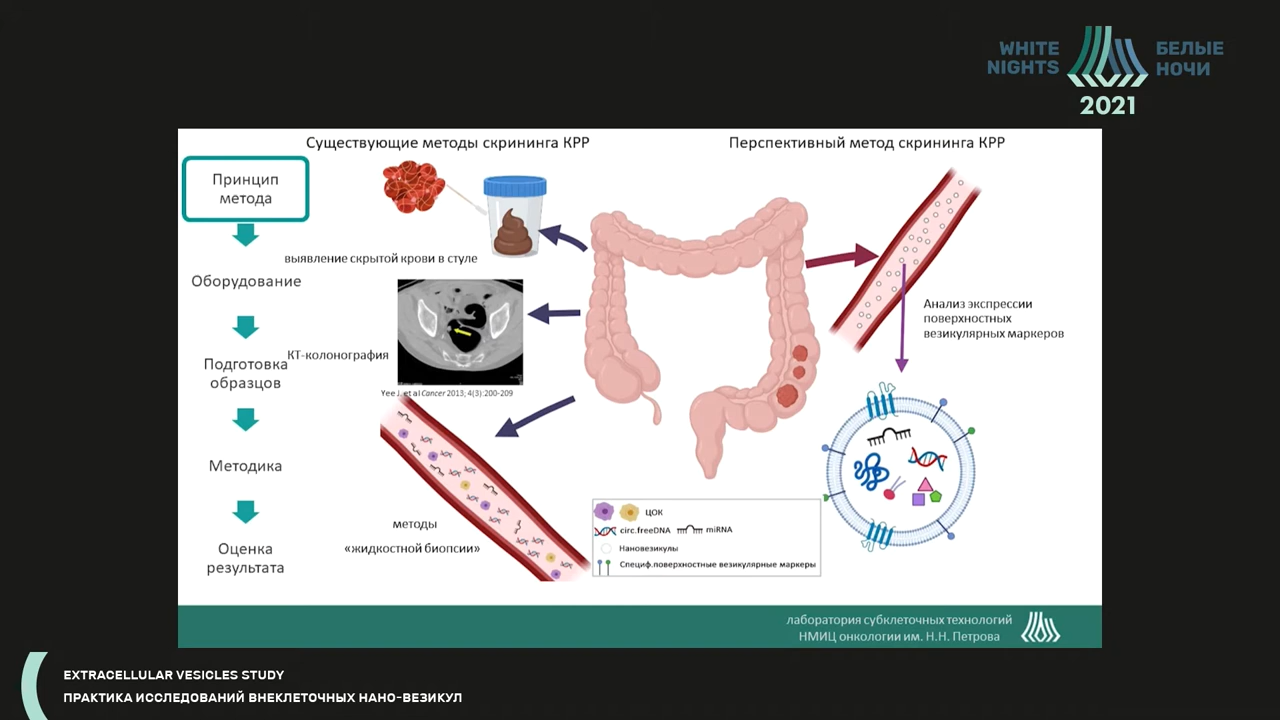 WHITE
NIGHTS
БЕЛЫЕ
НОЧИ
2021
Существующие методы скрининга КРР
Перспективный метод скрининга КРР
Принцип
метода
Оборудование
Подготовка
образцов
Методика
Оценка
результата
выявление скрытой крови в стуле
КТ-колонография
Yee J. et al Cancer 2013; 4(3):200-209
методы
«жидкостной биопсии»
Анализ экспрессии
поверхностных
везикулярных маркеров
ЦОК
circ.freeDNA
miRNA
Нановезикулы
Специф.поверхностные везикулярные маркеры
лаборатория субклеточных технологий
НМИЦ онкологии им. Н.Н. Петрова
EXTRACELLULAR VESICLES STUDY
ПРАКТИКА ИССЛЕДОВАНИЙ ВНЕКЛЕТОЧНЫХ НАНО-ВЕЗИКУЛ